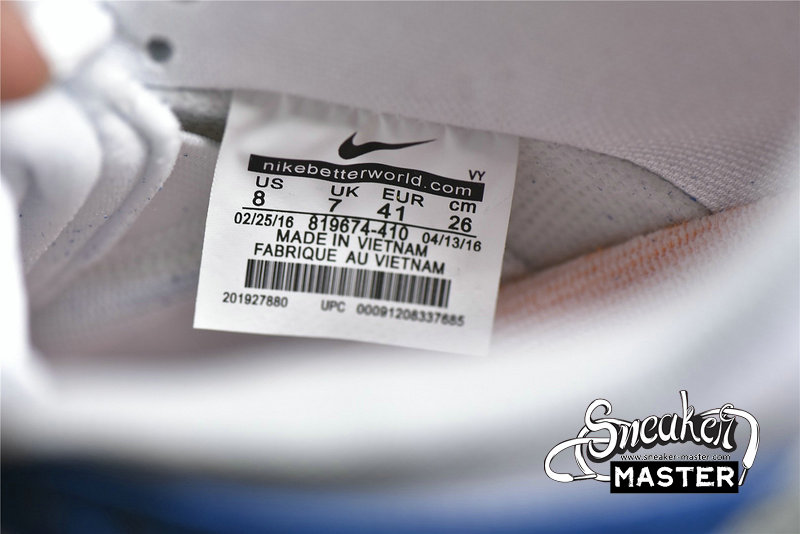 VY
nikebetterworld.com
US UK EUR cm
8 7 41 26
02/25/16 819674-410 04/13/16
MADE IN VIETNAM
FABRIQUE AU VIETNAM
201927880 UPC 00091208337685
Sneaker
www.sneaker-master.com
MASTER